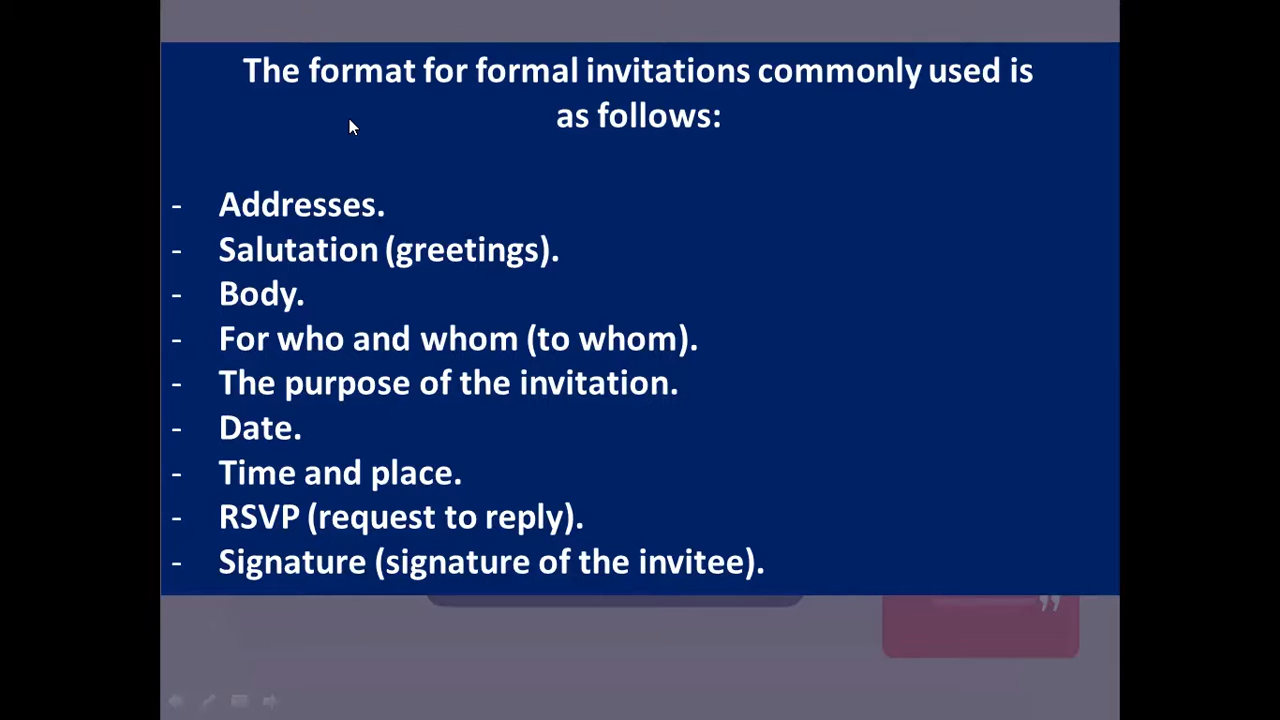 The format for formal invitations commonly used is
as follows:
- Addresses.
- Salutation (greetings).
- Body.
- For who and whom (to whom).
- The purpose of the invitation.
- Date.
- Time and place.
- RSVP (request to reply).
- Signature (signature of the invitee).
”